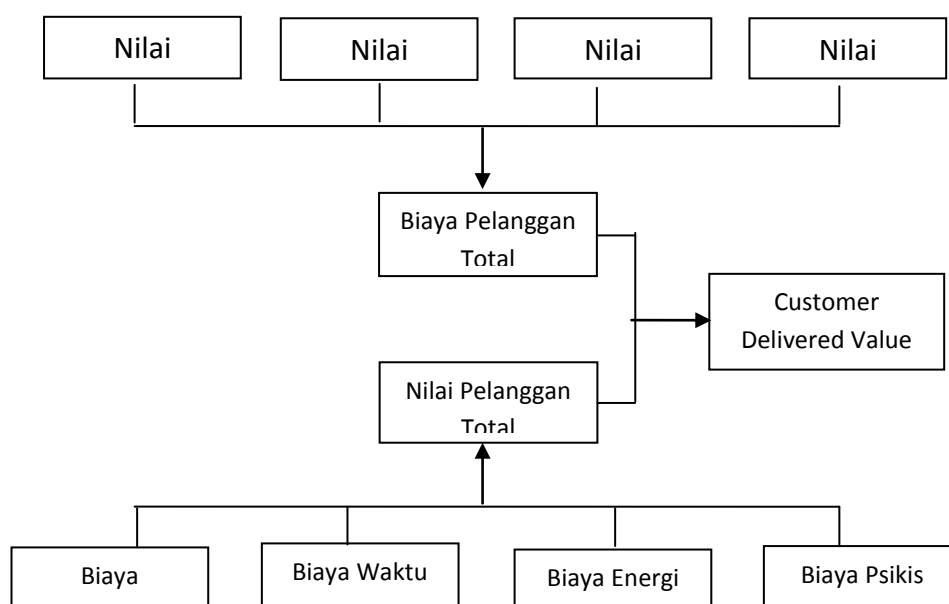 Nilai
Nilai
Nilai
Nilai
Biaya Pelanggan
Total
Customer
Delivered Value
Nilai Pelanggan
Total
Biaya
Biaya Waktu
Biaya Energi
Biaya Psikis